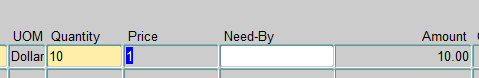 UOM Quantity Price Need-By Amount
Dollar 10 1 10.00